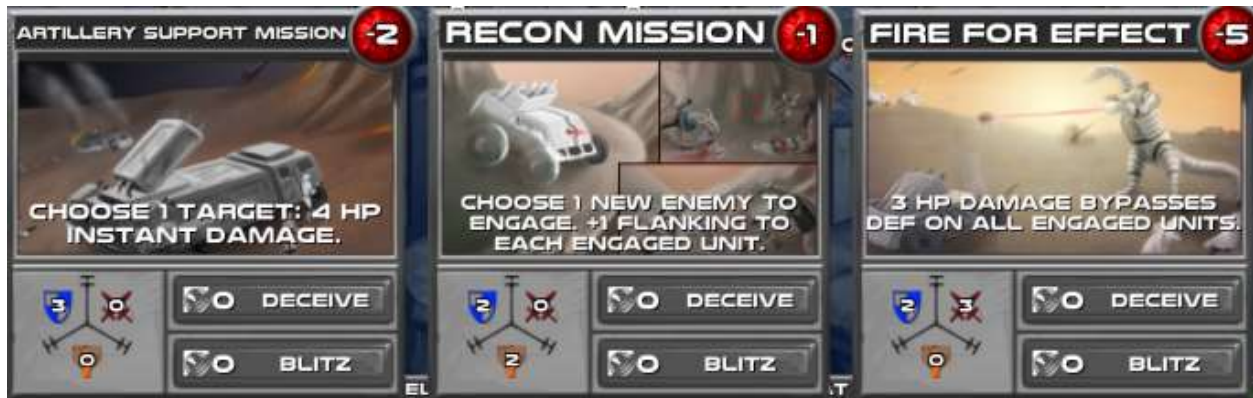 ARTILLERY SUPPORT MISSION -2
CHOOSE 1 TARGET: 4 HP
INSTANT DAMAGE.
3 0
0
0 DECEIVE
0 BLITZ
RECON MISSION -1
CHOOSE 1 NEW ENEMY TO
ENGAGE. +1 FLANKING TO
EACH ENGAGED UNIT.
2 0
2
0 DECEIVE
0 BLITZ
FIRE FOR EFFECT -5
3 HP DAMAGE BYPASSES
DEF ON ALL ENGAGED UNITS.
2 3
0
0 DECEIVE
0 BLITZ
EL
AT